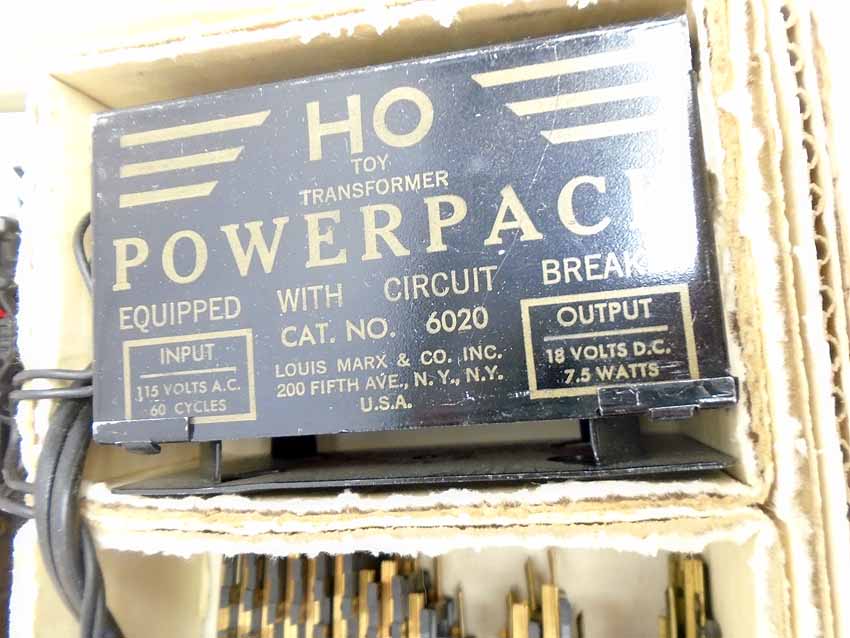 HO
TOY
TRANSFORMER
POWERPAC
EQUIPPED WITH CIRCUIT BREAK
CAT. NO. 6020
INPUT
115 VOLTS A.C.
60 CYCLES
LOUIS MARX & CO. INC.
200 FIFTH AVE., N.Y., N.Y.
U.S.A.
OUTPUT
18 VOLTS D.C.
7.5 WATTS